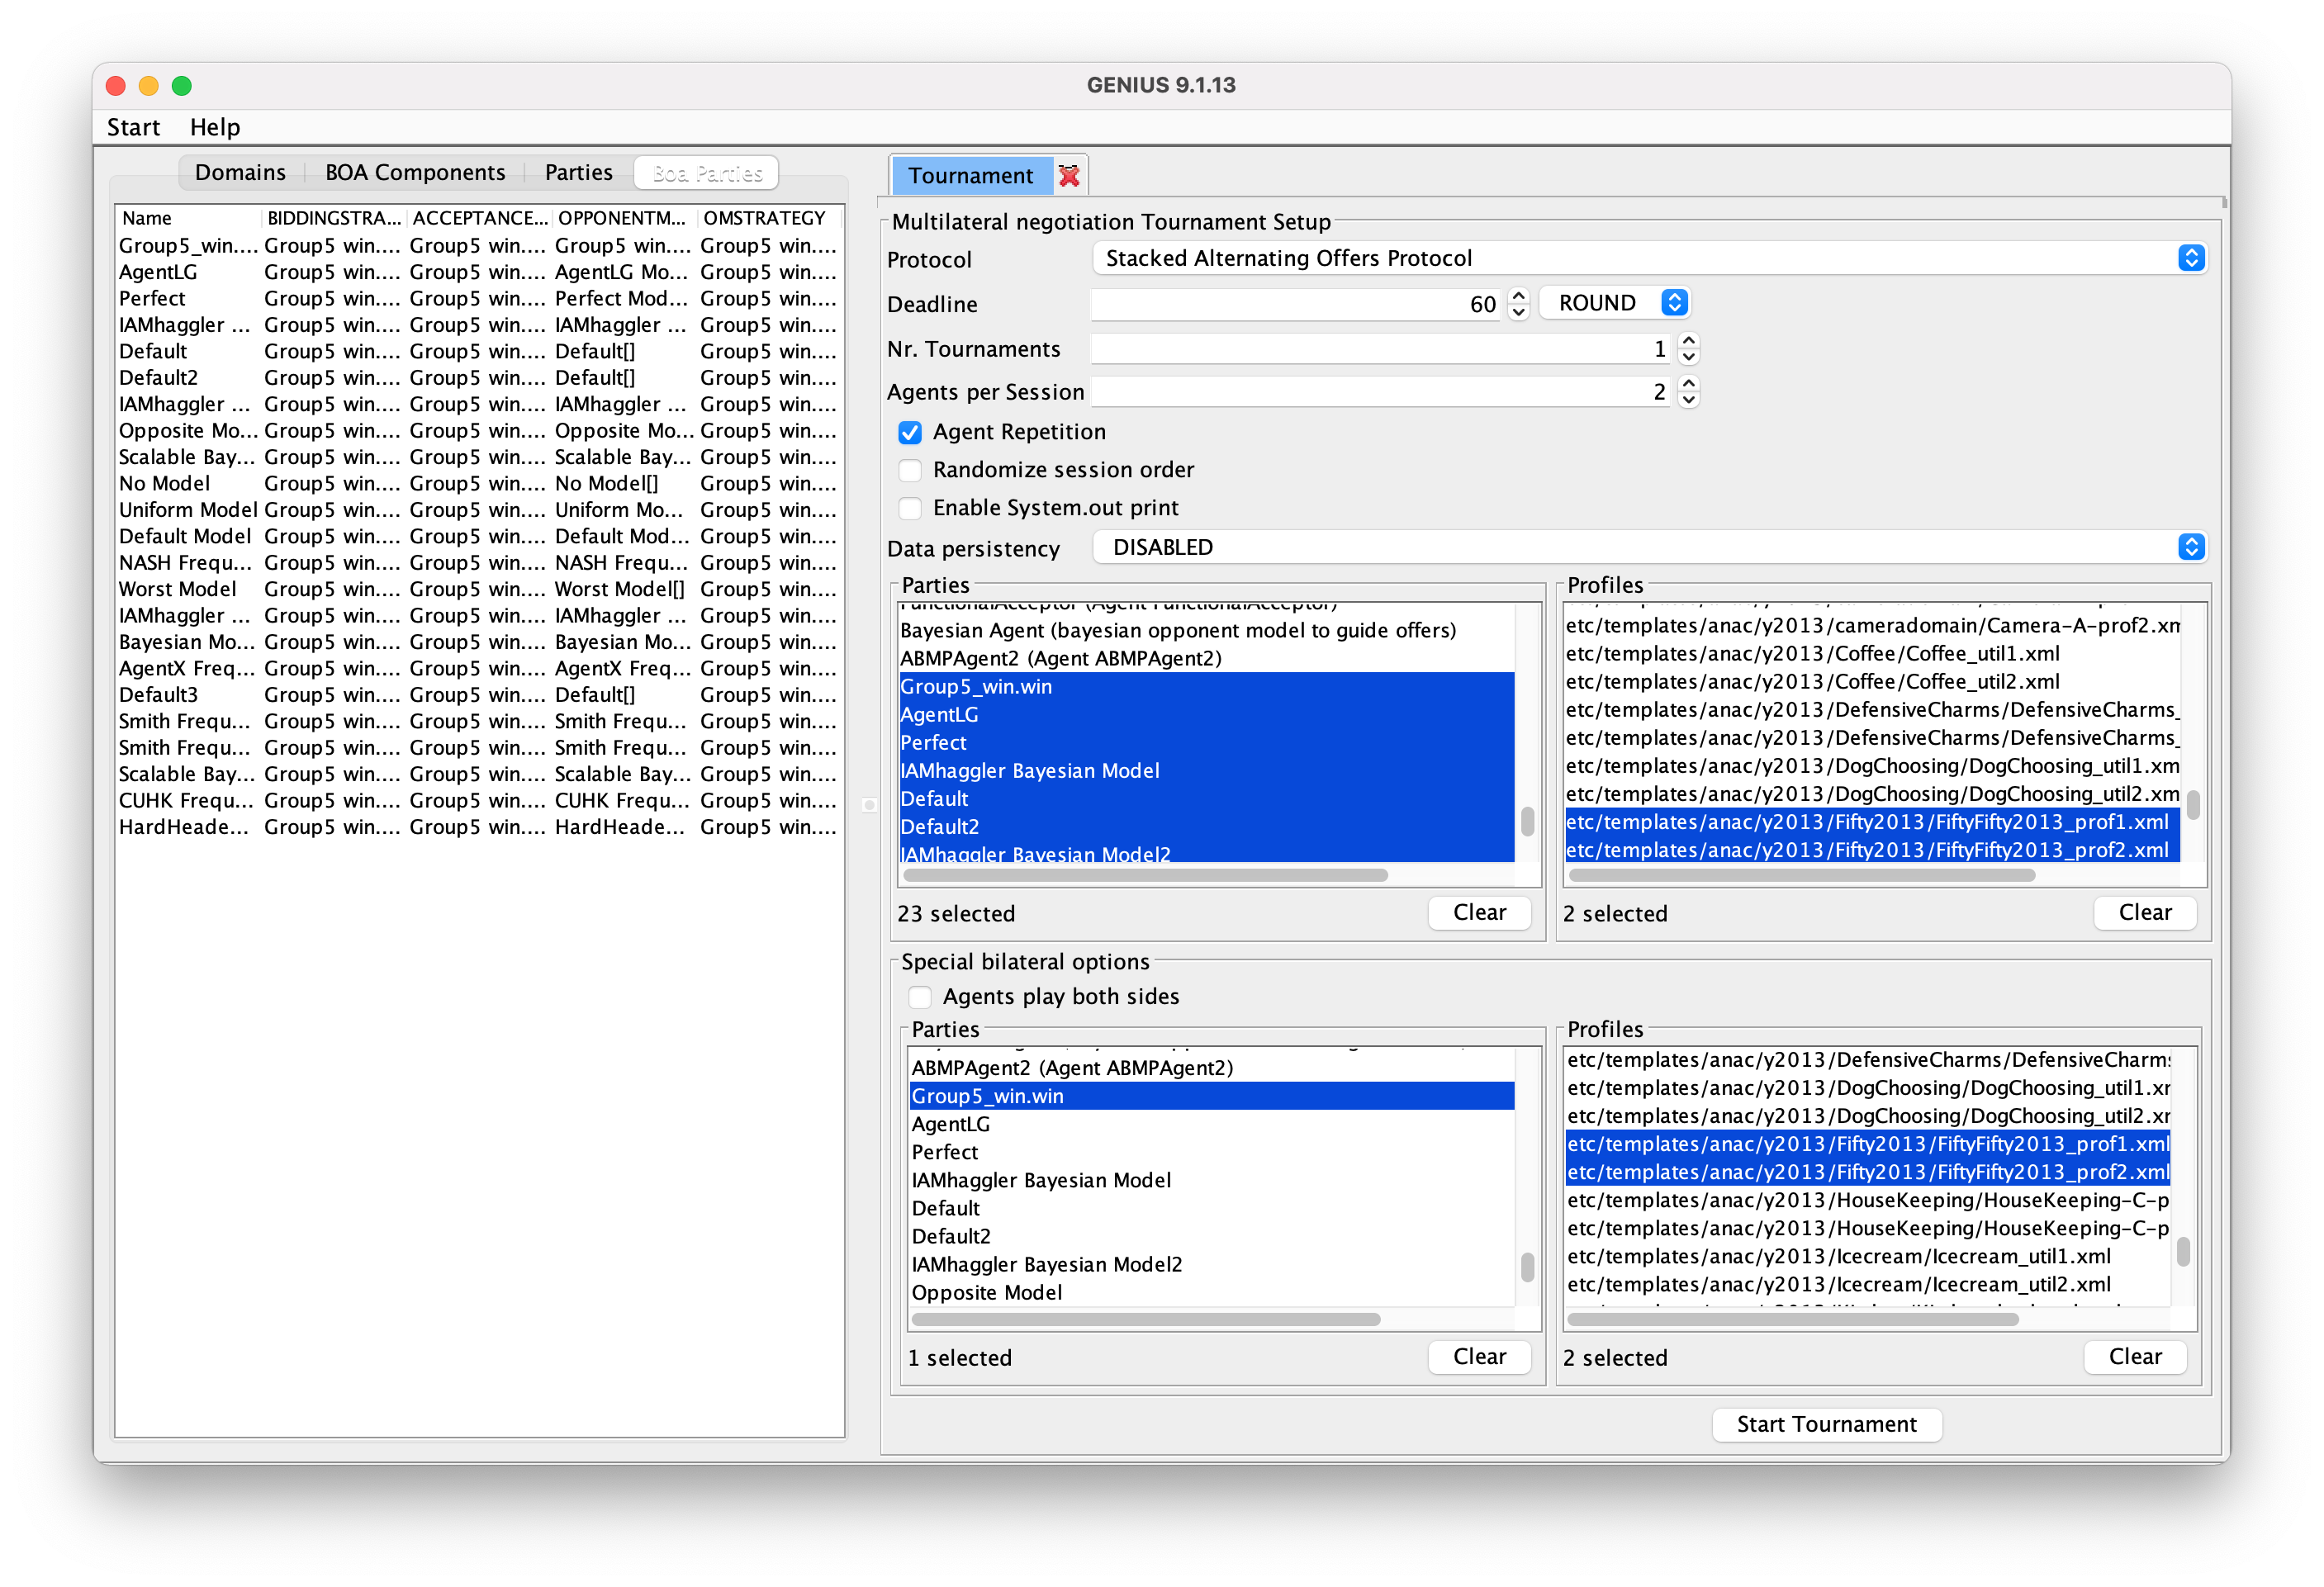 GENIUS 9.1.13
Start Help
Domains BOA Components Parties Boa Parties
Name BIDDINGSTRA... ACCEPTANCE... OPPONENTM... OMSTRATEGY
Group5_win.... Group5 win.... Group5 win.... Group5 win.... Group5 win....
AgentLG Group5 win.... Group5 win.... AgentLG Mo... Group5 win....
Perfect Group5 win.... Group5 win.... Perfect Mod... Group5 win....
IAMhaggler ... Group5 win.... Group5 win.... IAMhaggler ... Group5 win....
Default Group5 win.... Group5 win.... Default[] Group5 win....
Default2 Group5 win.... Group5 win.... Default[] Group5 win....
IAMhaggler ... Group5 win.... Group5 win.... IAMhaggler ... Group5 win....
Opposite Mo... Group5 win.... Group5 win.... Opposite Mo... Group5 win....
Scalable Bay... Group5 win.... Group5 win.... Scalable Bay... Group5 win....
No Model Group5 win.... Group5 win.... No Model[] Group5 win....
Uniform Model Group5 win.... Group5 win.... Uniform Mo... Group5 win....
Default Model Group5 win.... Group5 win.... Default Mod... Group5 win....
NASH Frequ... Group5 win.... Group5 win.... NASH Frequ... Group5 win....
Worst Model Group5 win.... Group5 win.... Worst Model[] Group5 win....
IAMhaggler ... Group5 win.... Group5 win.... IAMhaggler ... Group5 win....
Bayesian Mo... Group5 win.... Group5 win.... Bayesian Mo... Group5 win....
AgentX Freq... Group5 win.... Group5 win.... AgentX Freq... Group5 win....
Default3 Group5 win.... Group5 win.... Default[] Group5 win....
Smith Frequ... Group5 win.... Group5 win.... Smith Frequ... Group5 win....
Smith Frequ... Group5 win.... Group5 win.... Smith Frequ... Group5 win....
Scalable Bay... Group5 win.... Group5 win.... Scalable Bay... Group5 win....
CUHK Frequ... Group5 win.... Group5 win.... CUHK Frequ... Group5 win....
HardHeade... Group5 win.... Group5 win.... HardHeade... Group5 win....
Tournament
Multilateral negotiation Tournament Setup
Protocol Stacked Alternating Offers Protocol
Deadline 60 ROUND
Nr. Tournaments 1
Agents per Session 2
Agent Repetition
Randomize session order
Enable System.out print
Data persistency DISABLED
Parties
FunctionalAcceptor (Agent FunctionalAcceptor)
Bayesian Agent (bayesian opponent model to guide offers)
ABMPAgent2 (Agent ABMPAgent2)
Group5_win.win
AgentLG
Perfect
IAMhaggler Bayesian Model
Default
Default2
IAMhaggler Bayesian Model2
23 selected Clear
Profiles
etc/templates/anac/y2013/cameradomain/Camera-A-prof2.xm
etc/templates/anac/y2013/Coffee/Coffee_util1.xml
etc/templates/anac/y2013/Coffee/Coffee_util2.xml
etc/templates/anac/y2013/DefensiveCharms/DefensiveCharms_
etc/templates/anac/y2013/DefensiveCharms/DefensiveCharms_
etc/templates/anac/y2013/DogChoosing/DogChoosing_util1.xm
etc/templates/anac/y2013/DogChoosing/DogChoosing_util2.xm
etc/templates/anac/y2013/Fifty2013/FiftyFifty2013_prof1.xml
etc/templates/anac/y2013/Fifty2013/FiftyFifty2013_prof2.xml
2 selected Clear
Special bilateral options
Agents play both sides
Parties
ABMPAgent2 (Agent ABMPAgent2)
Group5_win.win
AgentLG
Perfect
IAMhaggler Bayesian Model
Default
Default2
IAMhaggler Bayesian Model2
Opposite Model
1 selected Clear
Profiles
etc/templates/anac/y2013/DefensiveCharms/DefensiveCharms
etc/templates/anac/y2013/DogChoosing/DogChoosing_util1.xr
etc/templates/anac/y2013/DogChoosing/DogChoosing_util2.xr
etc/templates/anac/y2013/Fifty2013/FiftyFifty2013_prof1.xml
etc/templates/anac/y2013/Fifty2013/FiftyFifty2013_prof2.xml
etc/templates/anac/y2013/HouseKeeping/HouseKeeping-C-p
etc/templates/anac/y2013/HouseKeeping/HouseKeeping-C-p
etc/templates/anac/y2013/Icecream/Icecream_util1.xml
etc/templates/anac/y2013/Icecream/Icecream_util2.xml
2 selected Clear
Start Tournament